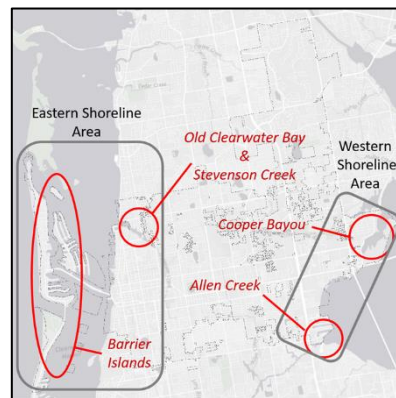 Eastern Shoreline
Area
Old Clearwater Bay
&
Stevenson Creek
Western
Shoreline
Area
Cooper Bayou
Allen Creek
Barrier
Islands